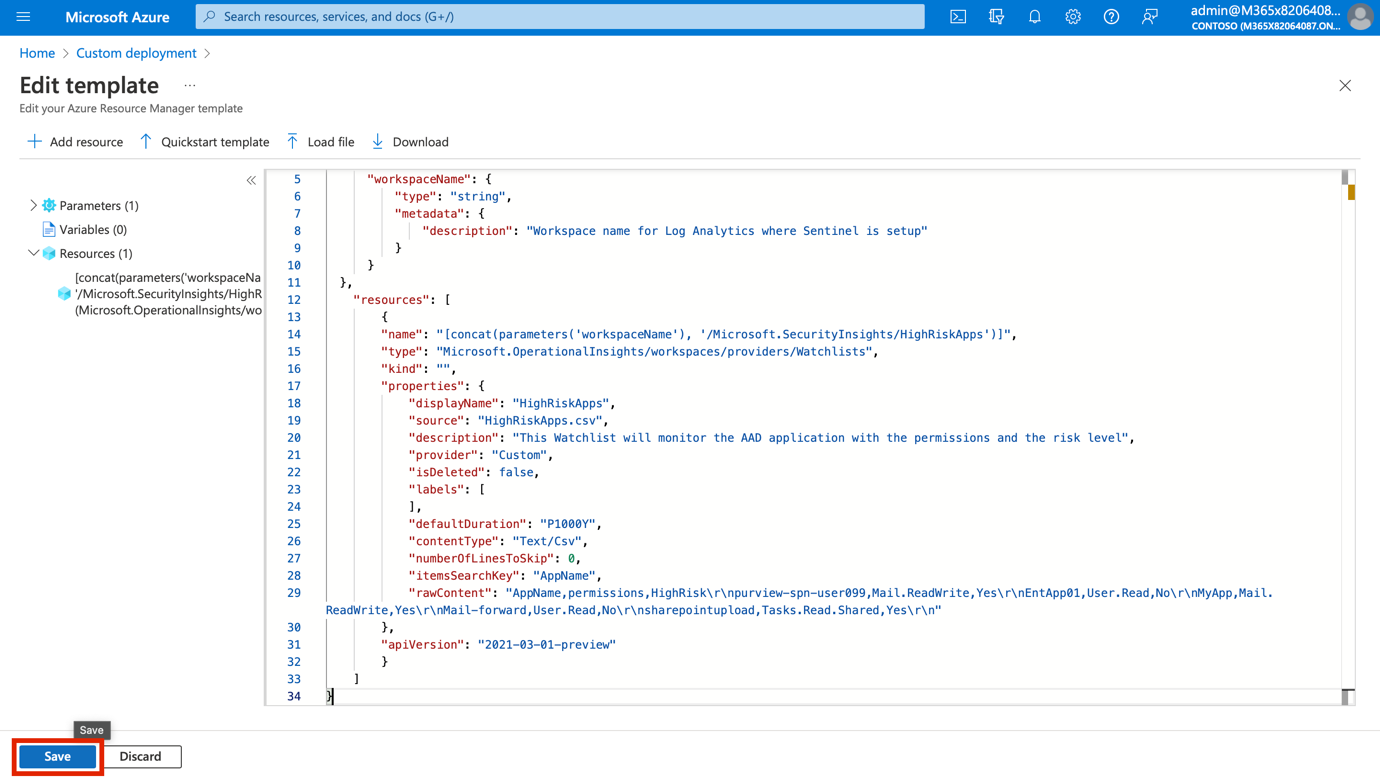 Microsoft Azure
Search resources, services, and docs (G+/)
admin@M365x8206408...
CONTOSO (M365X82064087.ON...
Home > Custom deployment >
Edit template ...
Edit your Azure Resource Manager template
Add resource
Quickstart template
Load file
Download
Parameters (1)
Variables (0)
Resources (1)
[concat(parameters('workspaceNa
'/Microsoft.SecurityInsights/HighR
(Microsoft.OperationalInsights/wo
5 "workspaceName": {
6 "type": "string",
7 "metadata": {
8 "description": "Workspace name for Log Analytics where Sentinel is setup"
9 }
10 }
11 },
12 "resources": [
13 {
14 "name": "[concat(parameters('workspaceName'), '/Microsoft.SecurityInsights/HighRiskApps')]",
15 "type": "Microsoft.OperationalInsights/workspaces/providers/Watchlists",
16 "kind": "",
17 "properties": {
18 "displayName": "HighRiskApps",
19 "source": "HighRiskApps.csv",
20 "description": "This Watchlist will monitor the AAD application with the permissions and the risk level",
21 "provider": "Custom",
22 "isDeleted": false,
23 "labels": [
24 ],
25 "defaultDuration": "P1000Y",
26 "contentType": "Text/Csv",
27 "numberOfLinesToSkip": 0,
28 "itemsSearchKey": "AppName",
29 "rawContent": "AppName,permissions,HighRisk\r\npurview-spn-user099,Mail.ReadWrite,Yes\r\nEntApp01,User.Read,No\r\nMyApp,Mail.
ReadWrite,Yes\r\nMail-forward,User.Read,No\r\nsharepointupload,Tasks.Read.Shared,Yes\r\n"
30 },
31 "apiVersion": "2021-03-01-preview"
32 }
33 ]
34 }
Save
Save
Discard